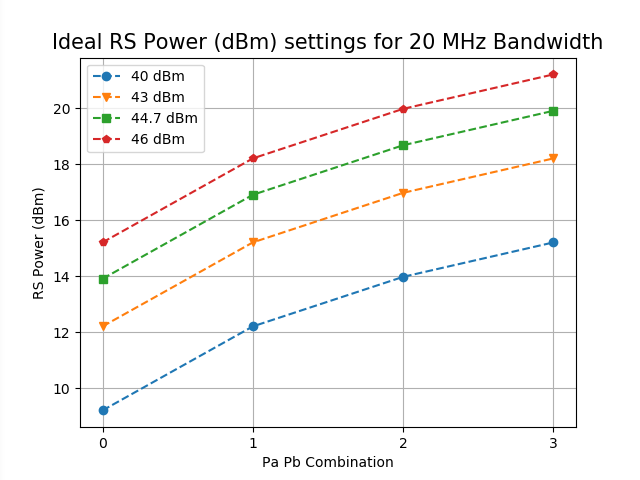 Ideal RS Power (dBm) settings for 20 MHz Bandwidth
40 dBm
43 dBm
44.7 dBm
46 dBm
RS Power (dBm)
20
18
16
14
12
10
0 1 2 3
Pa Pb Combination